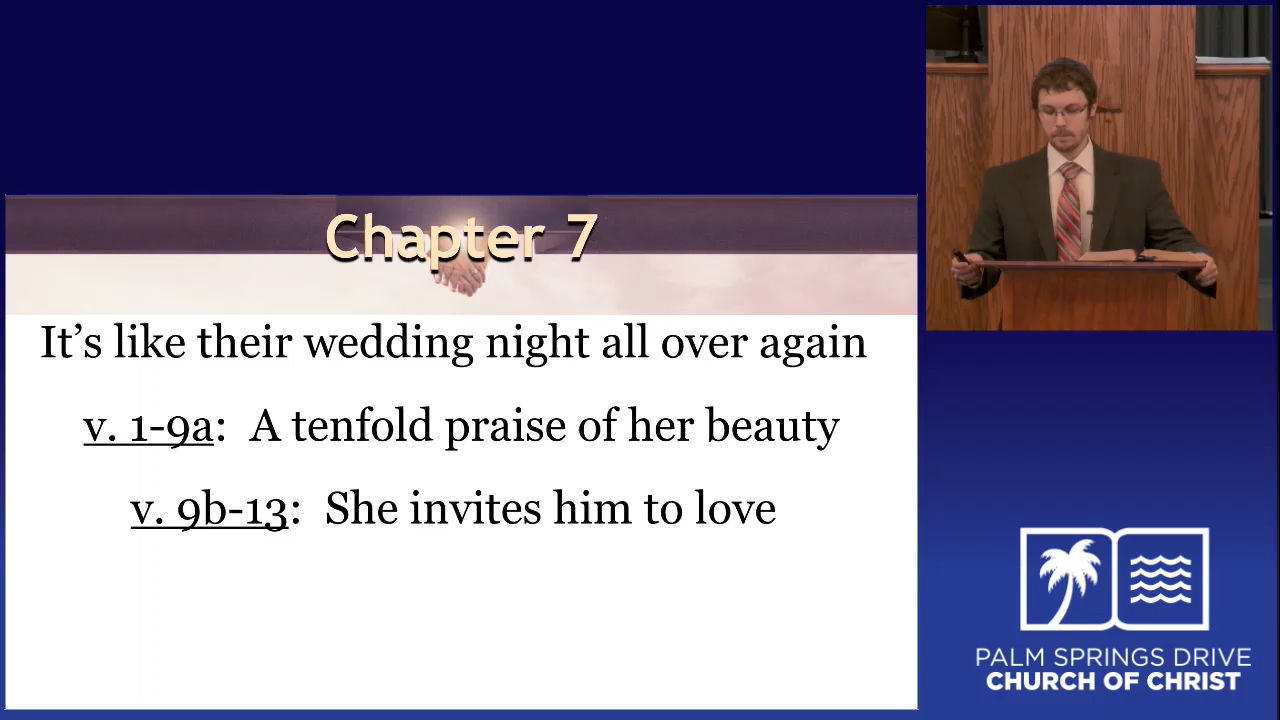 Chapter 7
It’s like their wedding night all over again
v. 1-9a: A tenfold praise of her beauty
v. 9b-13: She invites him to love
PALM SPRINGS DRIVE
CHURCH OF CHRIST